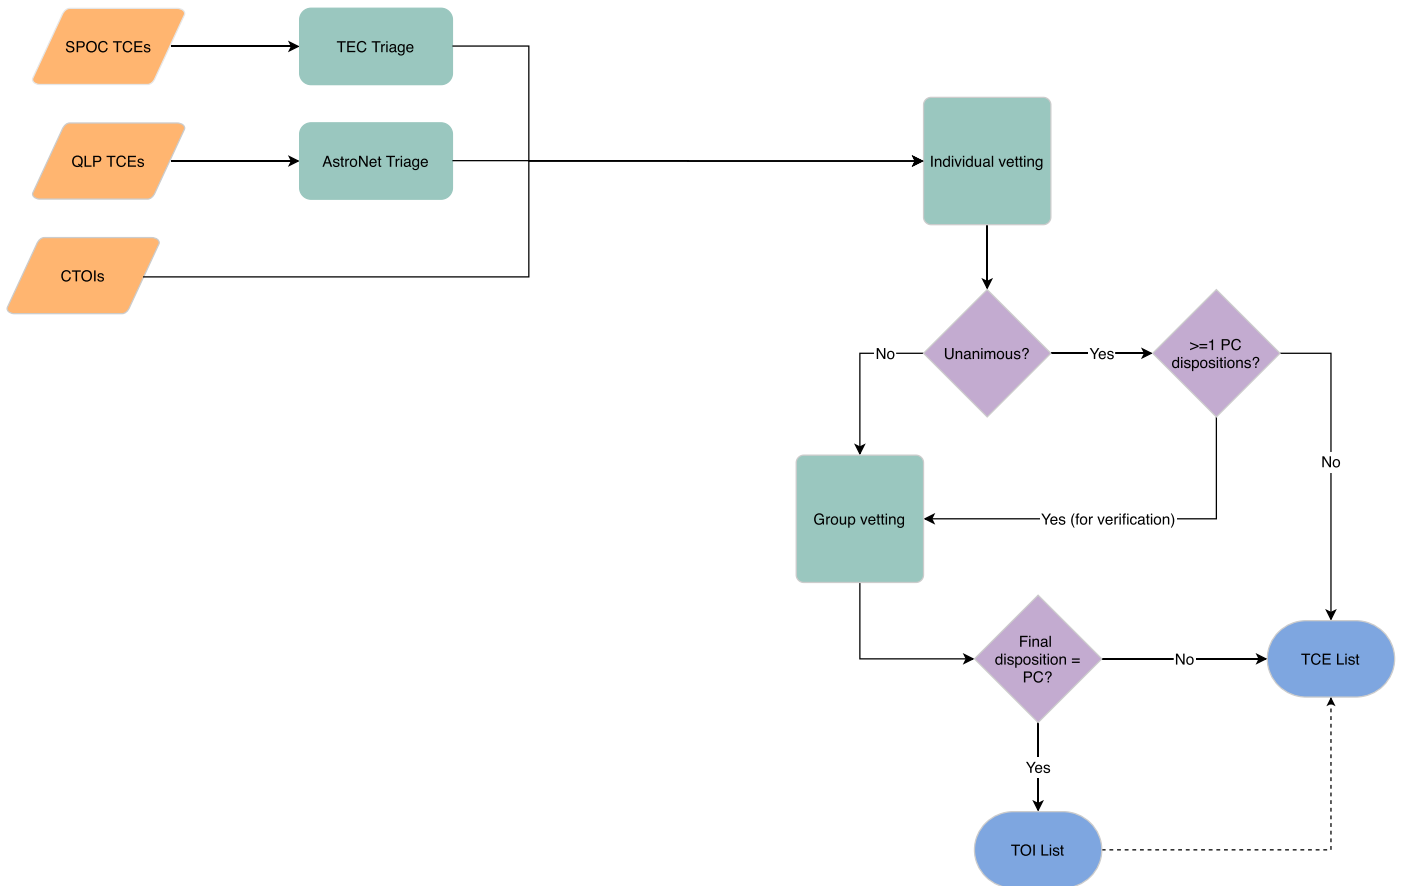 SPOC TCEs
TEC Triage
QLP TCEs
AstroNet Triage
Individual vetting
CTOIs
Unanimous?
No
Yes
>=1 PC
dispositions?
No
Group vetting
Yes (for verification)
Final
disposition =
PC?
No
TCE List
Yes
TOI List